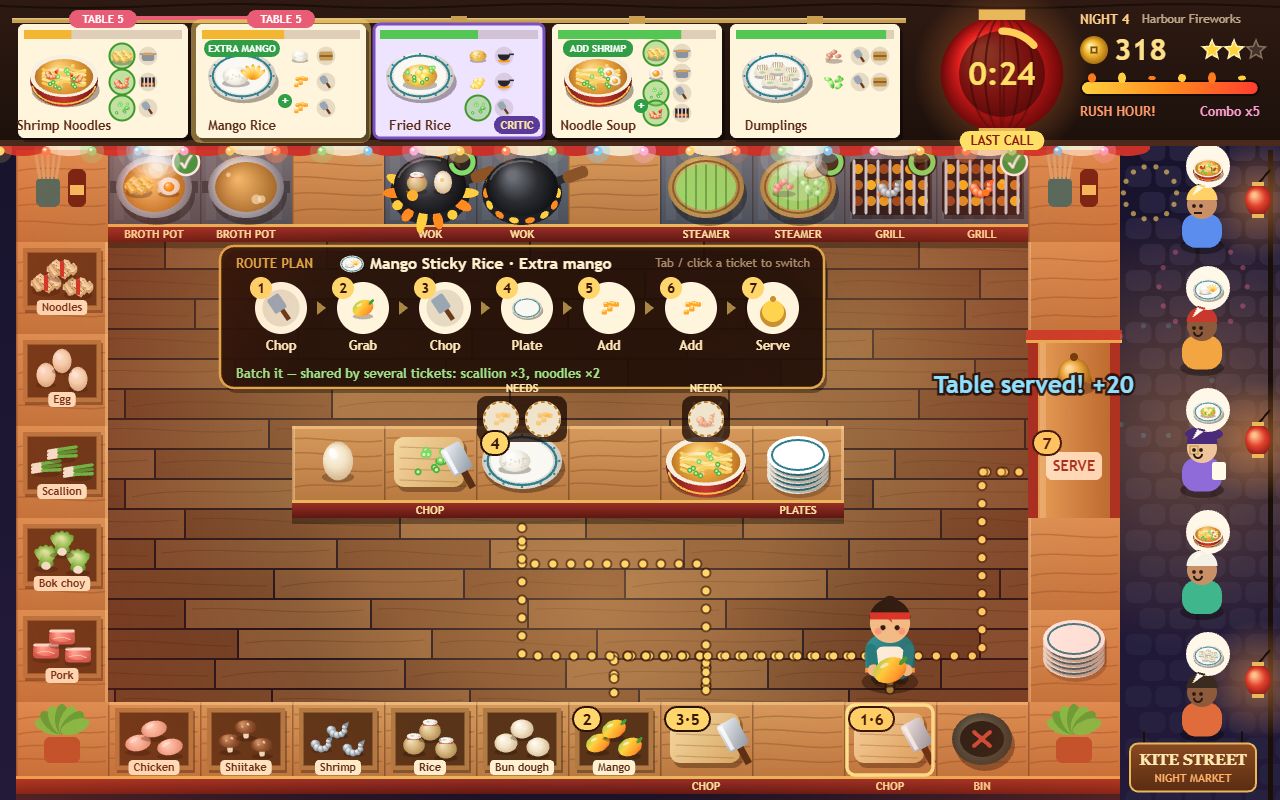 TABLE 5
TABLE 5
Shrimp Noodles
EXTRA MANGO
Mango Rice
Fried Rice
CRITIC
ADD SHRIMP
Noodle Soup
Dumplings
0:24
LAST CALL
NIGHT 4 Harbour Fireworks
318
RUSH HOUR!
Combo x5
BROTH POT
BROTH POT
WOK
WOK
STEAMER
STEAMER
GRILL
GRILL
ROUTE PLAN
Mango Sticky Rice · Extra mango
Tab / click a ticket to switch
1
2
3
4
5
6
7
Chop
Grab
Chop
Plate
Add
Add
Serve
Batch it — shared by several tickets: scallion ×3, noodles ×2
Noodles
Egg
Scallion
Bok choy
Pork
NEEDS
NEEDS
4
CHOP
PLATES
Table served! +20
7
SERVE
2
3·5
1·6
Chicken
Shiitake
Shrimp
Rice
Bun dough
Mango
CHOP
CHOP
BIN
KITE STREET
NIGHT MARKET